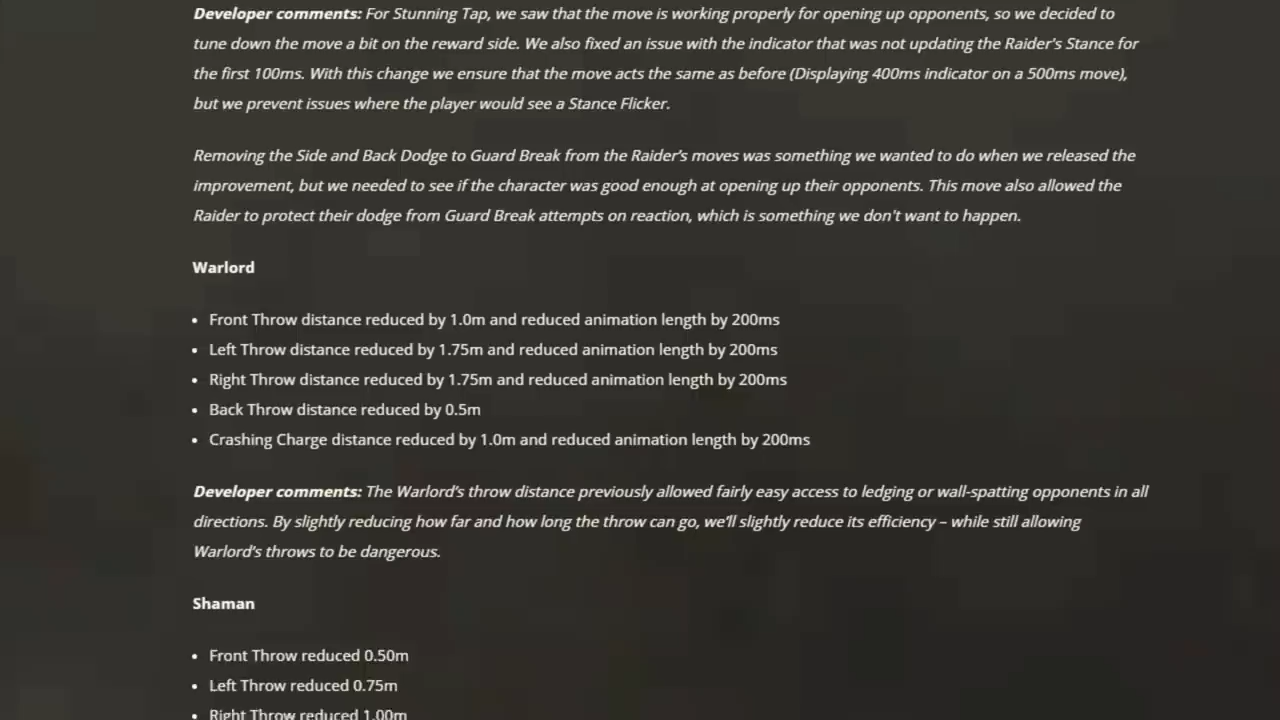 Developer comments: For Stunning Tap, we saw that the move is working properly for opening up opponents, so we decided to
tune down the move a bit on the reward side. We also fixed an issue with the indicator that was not updating the Raider's Stance for
the first 100ms. With this change we ensure that the move acts the same as before (Displaying 400ms indicator on a 500ms move),
but we prevent issues where the player would see a Stance Flicker.
Removing the Side and Back Dodge to Guard Break from the Raider's moves was something we wanted to do when we released the
improvement, but we needed to see if the character was good enough at opening up their opponents. This move also allowed the
Raider to protect their dodge from Guard Break attempts on reaction, which is something we don't want to happen.
Warlord
• Front Throw distance reduced by 1.0m and reduced animation length by 200ms
• Left Throw distance reduced by 1.75m and reduced animation length by 200ms
• Right Throw distance reduced by 1.75m and reduced animation length by 200ms
• Back Throw distance reduced by 0.5m
• Crashing Charge distance reduced by 1.0m and reduced animation length by 200ms
Developer comments: The Warlord's throw distance previously allowed fairly easy access to ledging or wall-spatting opponents in all
directions. By slightly reducing how far and how long the throw can go, we'll slightly reduce its efficiency – while still allowing
Warlord's throws to be dangerous.
Shaman
• Front Throw reduced 0.50m
• Left Throw reduced 0.75m
• Right Throw reduced 1.00m